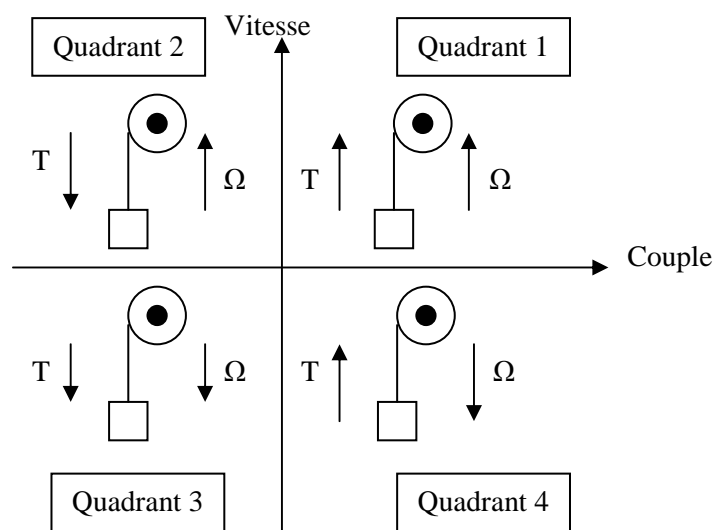 Vitesse
Quadrant 2
Quadrant 1
T
Ω
T
Ω
Couple
T
Ω
T
Ω
Quadrant 3
Quadrant 4